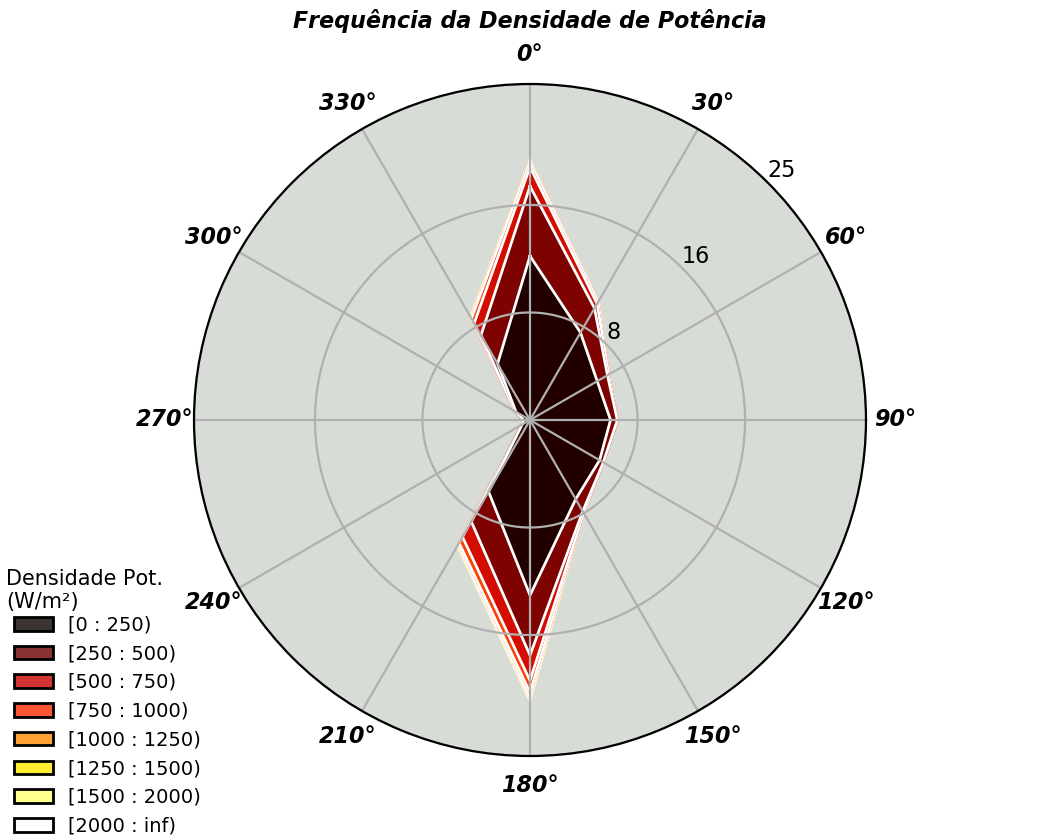 Frequência da Densidade de Potência
0°
330°
30°
25
300°
60°
16
8
270°
90°
240°
120°
210°
150°
180°
Densidade Pot.
(W/m²)
[0 : 250)
[250 : 500)
[500 : 750)
[750 : 1000)
[1000 : 1250)
[1250 : 1500)
[1500 : 2000)
[2000 : inf)